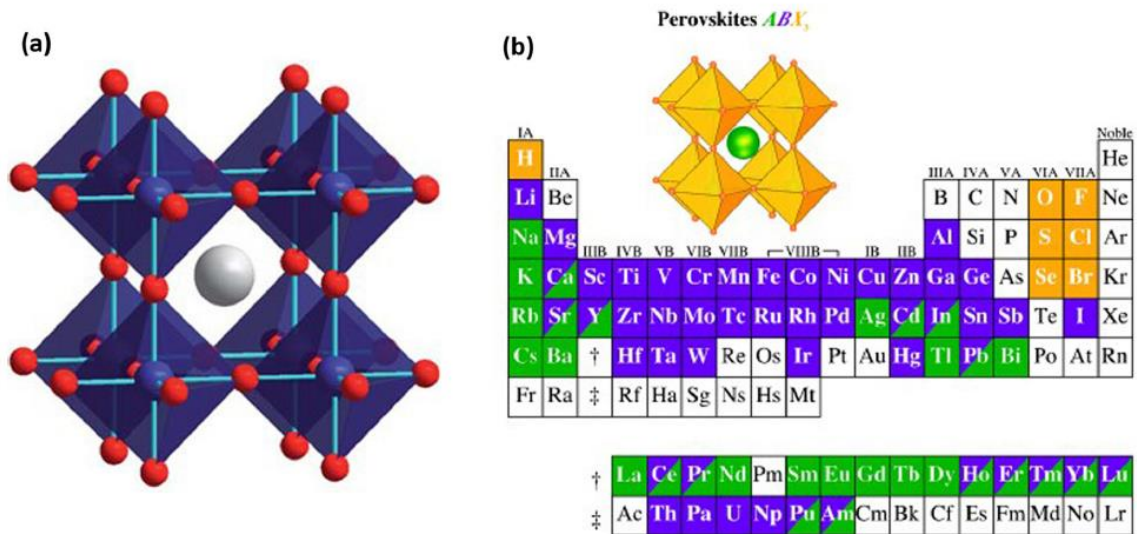 (a)
(b)
Perovskites ABX3
IA
IIA
IIIB IVB VB VIB VIIB VIIIB IB IIB
IIIA IVA VA VIA VIIA
Noble
H He
Li Be B C N O F Ne
Na Mg Al Si P S Cl Ar
K Ca Sc Ti V Cr Mn Fe Co Ni Cu Zn Ga Ge As Se Br Kr
Rb Sr Y Zr Nb Mo Tc Ru Rh Pd Ag Cd In Sn Sb Te I Xe
Cs Ba † Hf Ta W Re Os Ir Pt Au Hg Tl Pb Bi Po At Rn
Fr Ra ‡ Rf Ha Sg Ns Hs Mt
† La Ce Pr Nd Pm Sm Eu Gd Tb Dy Ho Er Tm Yb Lu
‡ Ac Th Pa U Np Pu Am Cm Bk Cf Es Fm Md No Lr